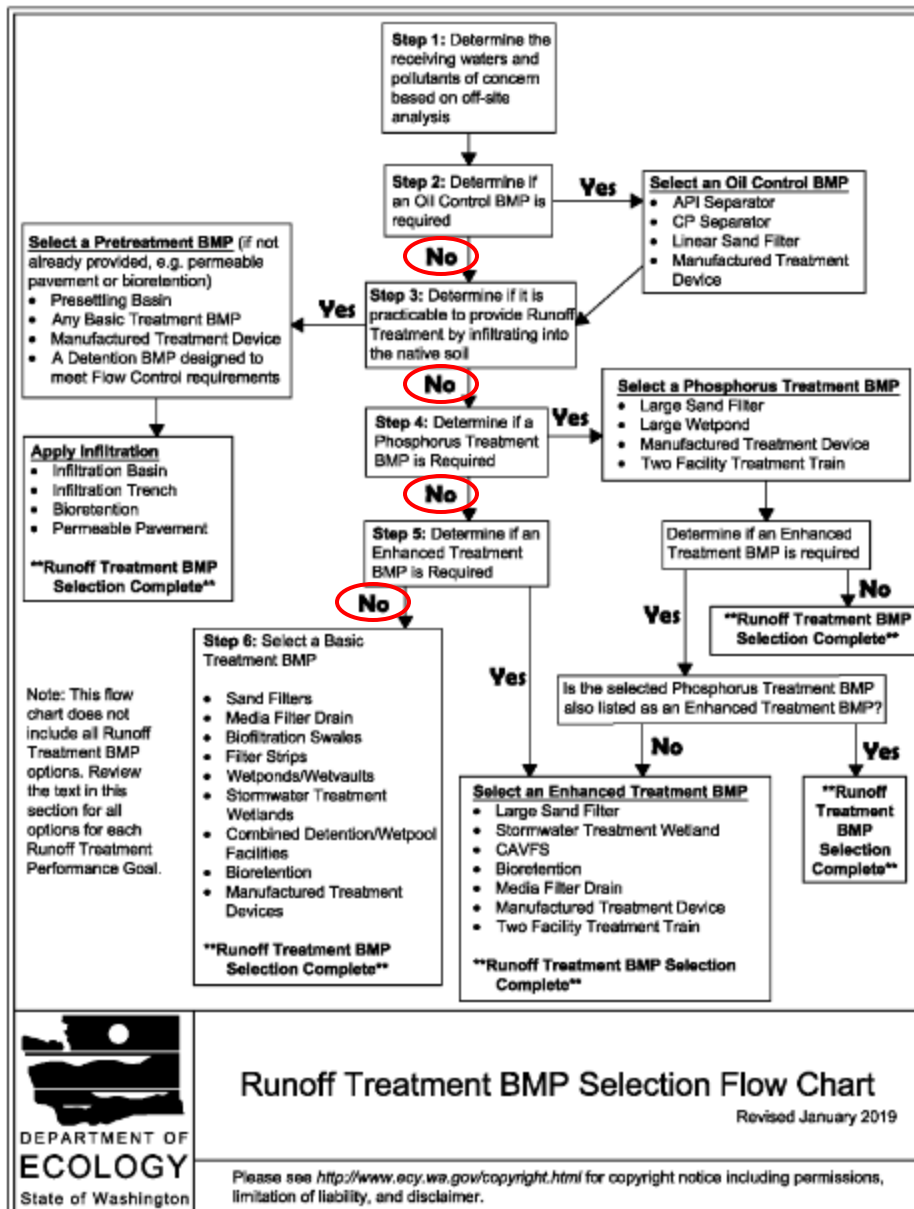 Step 1: Determine the
receiving waters and
pollutants of concern
based on off-site
analysis
Step 2: Determine if
an Oil Control BMP is
required
Yes
Select an Oil Control BMP
• API Separator
• CP Separator
• Linear Sand Filter
• Manufactured Treatment
Device
No
Select a Pretreatment BMP (if not
already provided, e.g. permeable
pavement or bioretention)
• Presettling Basin
• Any Basic Treatment BMP
• Manufactured Treatment Device
• A Detention BMP designed to
meet Flow Control requirements
Yes
Step 3: Determine if it is
practicable to provide Runoff
Treatment by infiltrating into
the native soil
No
Apply Infiltration
• Infiltration Basin
• Infiltration Trench
• Bioretention
• Permeable Pavement
**Runoff Treatment BMP
Selection Complete**
Step 4: Determine if a
Phosphorus Treatment
BMP is Required
Yes
Select a Phosphorus Treatment BMP
• Large Sand Filter
• Large Wetpond
• Manufactured Treatment Device
• Two Facility Treatment Train
No
Step 5: Determine if an
Enhanced Treatment
BMP is Required
Determine if an Enhanced
Treatment BMP is required
No
**Runoff Treatment BMP
Selection Complete**
Yes
Is the selected Phosphorus Treatment BMP
also listed as an Enhanced Treatment BMP?
No
Yes
**Runoff
Treatment
BMP
Selection
Complete**
No
Yes
Step 6: Select a Basic
Treatment BMP
• Sand Filters
• Media Filter Drain
• Biofiltration Swales
• Filter Strips
• Wetponds/Wetvaults
• Stormwater Treatment
Wetlands
• Combined Detention/Wetpool
Facilities
• Bioretention
• Manufactured Treatment
Devices
**Runoff Treatment BMP
Selection Complete**
Select an Enhanced Treatment BMP
• Large Sand Filter
• Stormwater Treatment Wetland
• CAVFS
• Bioretention
• Media Filter Drain
• Manufactured Treatment Device
• Two Facility Treatment Train
**Runoff Treatment BMP Selection
Complete**
Note: This flow
chart does not
include all Runoff
Treatment BMP
options. Review
the text in this
section for all
options for each
Runoff Treatment
Performance Goal.
DEPARTMENT OF
ECOLOGY
State of Washington
Runoff Treatment BMP Selection Flow Chart
Revised January 2019
Please see http://www.ecy.wa.gov/copyright.html for copyright notice including permissions,
limitation of liability, and disclaimer.